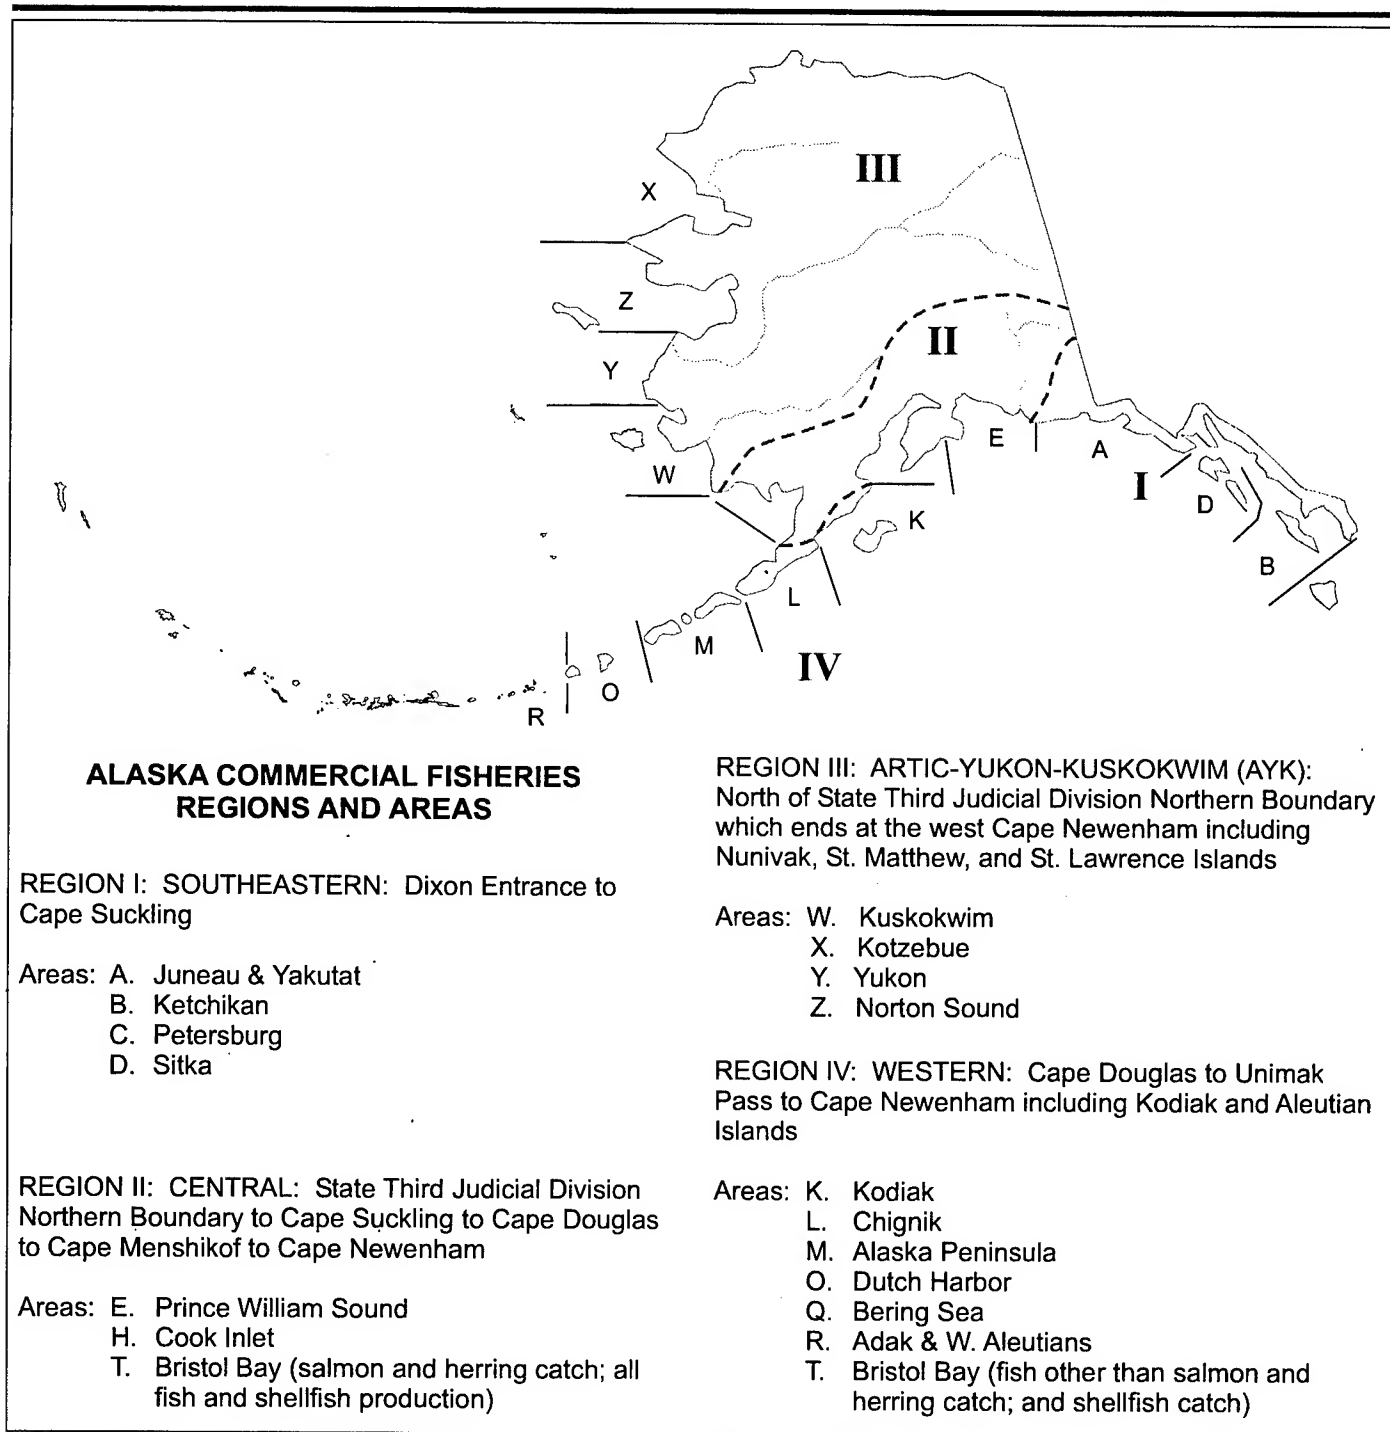 III
X
Z
II
Y
E
A
W
I
D
K
B
L
M
IV
O
R
ALASKA COMMERCIAL FISHERIES
REGIONS AND AREAS
REGION I: SOUTHEASTERN: Dixon Entrance to
Cape Suckling
Areas: A. Juneau & Yakutat
B. Ketchikan
C. Petersburg
D. Sitka
REGION II: CENTRAL: State Third Judicial Division
Northern Boundary to Cape Suckling to Cape Douglas
to Cape Menshikof to Cape Newenham
Areas: E. Prince William Sound
H. Cook Inlet
T. Bristol Bay (salmon and herring catch; all
fish and shellfish production)
REGION III: ARTIC-YUKON-KUSKOKWIM (AYK):
North of State Third Judicial Division Northern Boundary
which ends at the west Cape Newenham including
Nunivak, St. Matthew, and St. Lawrence Islands
Areas: W. Kuskokwim
X. Kotzebue
Y. Yukon
Z. Norton Sound
REGION IV: WESTERN: Cape Douglas to Unimak
Pass to Cape Newenham including Kodiak and Aleutian
Islands
Areas: K. Kodiak
L. Chignik
M. Alaska Peninsula
O. Dutch Harbor
Q. Bering Sea
R. Adak & W. Aleutians
T. Bristol Bay (fish other than salmon and
herring catch; and shellfish catch)